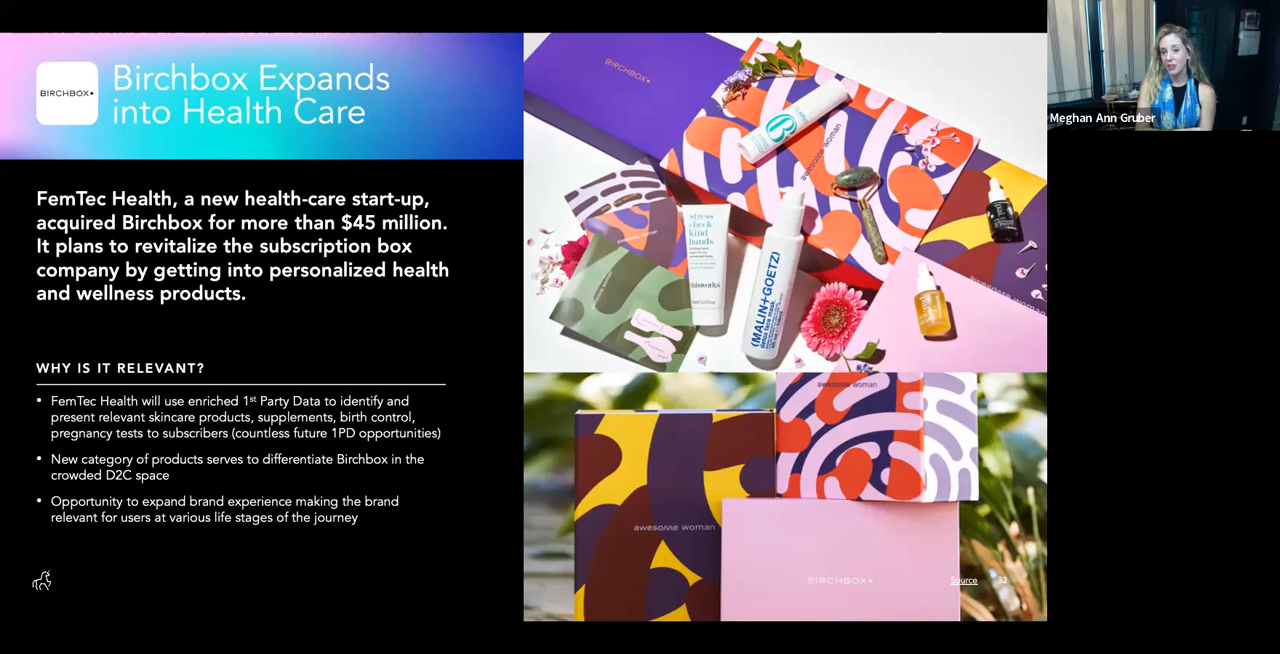 BIRCHBOX+
Birchbox Expands
into Health Care
FemTec Health, a new health-care start-up,
acquired Birchbox for more than $45 million.
It plans to revitalize the subscription box
company by getting into personalized health
and wellness products.
WHY IS IT RELEVANT?
• FemTec Health will use enriched 1st Party Data to identify and
present relevant skincare products, supplements, birth control,
pregnancy tests to subscribers (countless future 1PD opportunities)
• New category of products serves to differentiate Birchbox in the
crowded D2C space
• Opportunity to expand brand experience making the brand
relevant for users at various life stages of the journey
BIRCHBOX+
awesome woman
stress
check
kind
hands
thisworks
(MALIN+GOETZ)
detox face mask.
awesome woman
awesome woman
awesome woman
BIRCHBOX+
Source
32
Meghan Ann Gruber